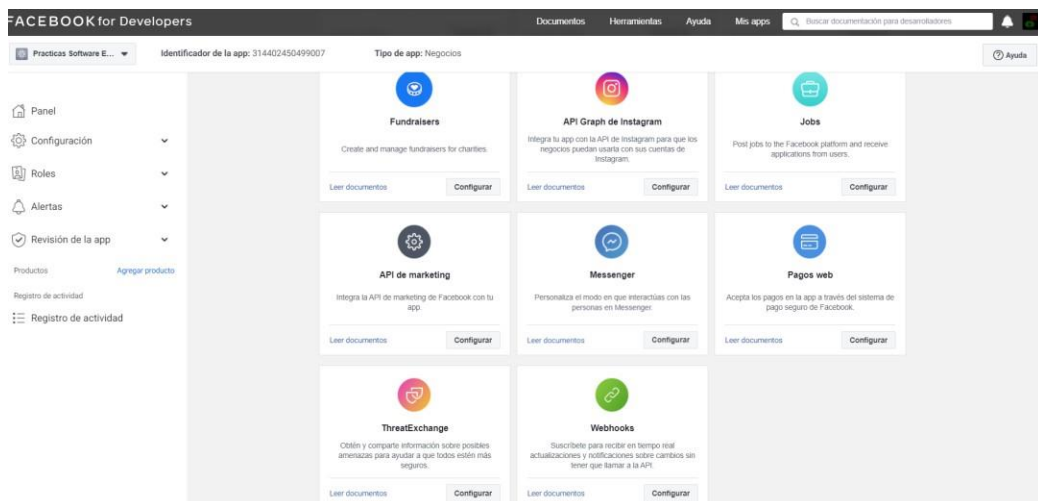 FACEBOOK for Developers
Documentos Herramientas Ayuda Mis apps Buscar documentación para desarrolladores
Practicas Software E... Identificador de la app: 314402450499007 Tipo de app: Negocios Ayuda
Panel
Configuración
Roles
Alertas
Revisión de la app
Productos Agregar producto
Registro de actividad
Registro de actividad
Fundraisers
Create and manage fundraisers for charities.
Leer documentos Configurar
API Graph de Instagram
Integra tu app con la API de Instagram para que los
negocios puedan usarla con sus cuentas de
Instagram.
Leer documentos Configurar
Jobs
Post jobs to the Facebook platform and receive
applications from users.
Leer documentos Configurar
API de marketing
Integra la API de marketing de Facebook con tu
app.
Leer documentos Configurar
Messenger
Personaliza el modo en que interactúas con las
personas en Messenger.
Leer documentos Configurar
Pagos web
Acepta los pagos en la app a través del sistema de
pago seguro de Facebook.
Leer documentos Configurar
ThreatExchange
Obtén y comparte información sobre posibles
amenazas para ayudar a que todos estén más
seguros.
Leer documentos Configurar
Webhooks
Suscríbete para recibir en tiempo real
actualizaciones y notificaciones sobre cambios sin
tener que llamar a la API.
Leer documentos Configurar